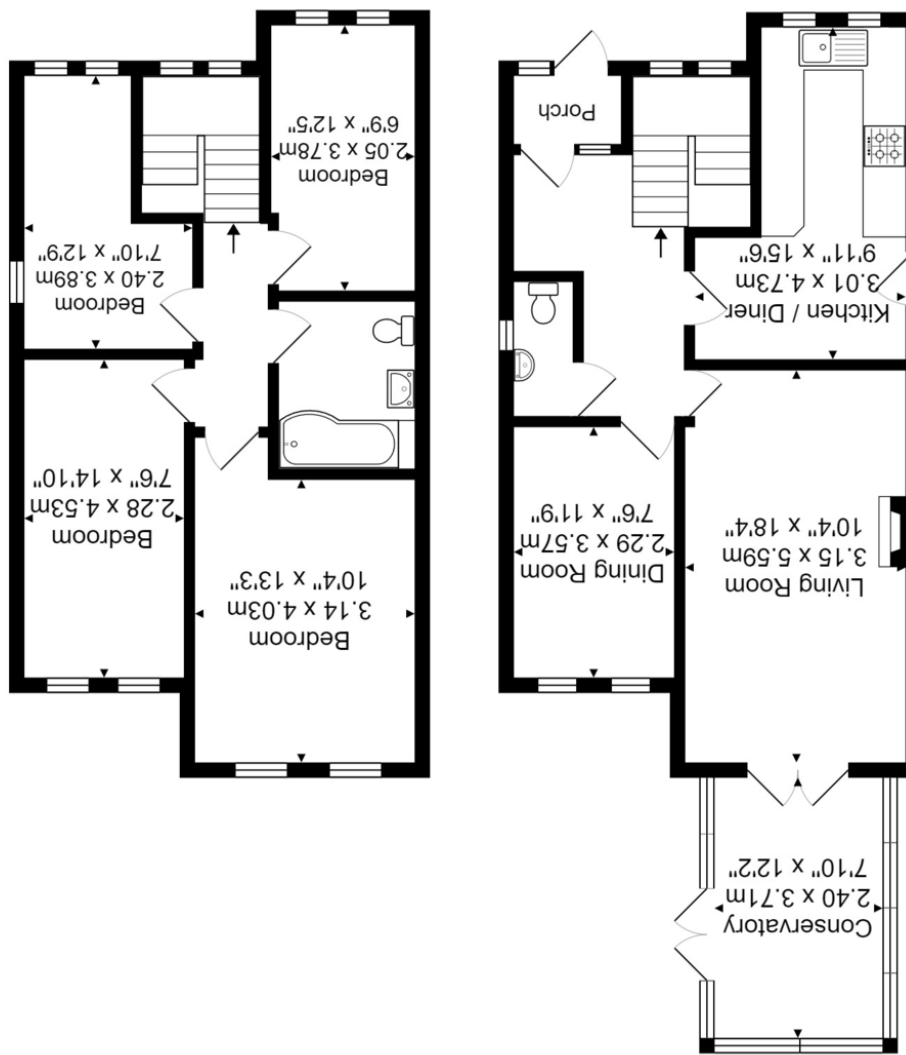 Conservatory
2.40 x 3.71m
7'10" x 12'2"
Living Room
3.15 x 5.59m
10'4" x 18'4"
Dining Room
2.29 x 3.57m
7'6" x 11'9"
Kitchen / Diner
3.01 x 4.73m
9'11" x 15'6"
Porch
Bedroom
3.14 x 4.03m
10'4" x 13'3"
Bedroom
2.28 x 4.53m
7'6" x 14'10"
Bedroom
2.40 x 3.89m
7'10" x 12'9"
Bedroom
2.05 x 3.78m
6'9" x 12'5"